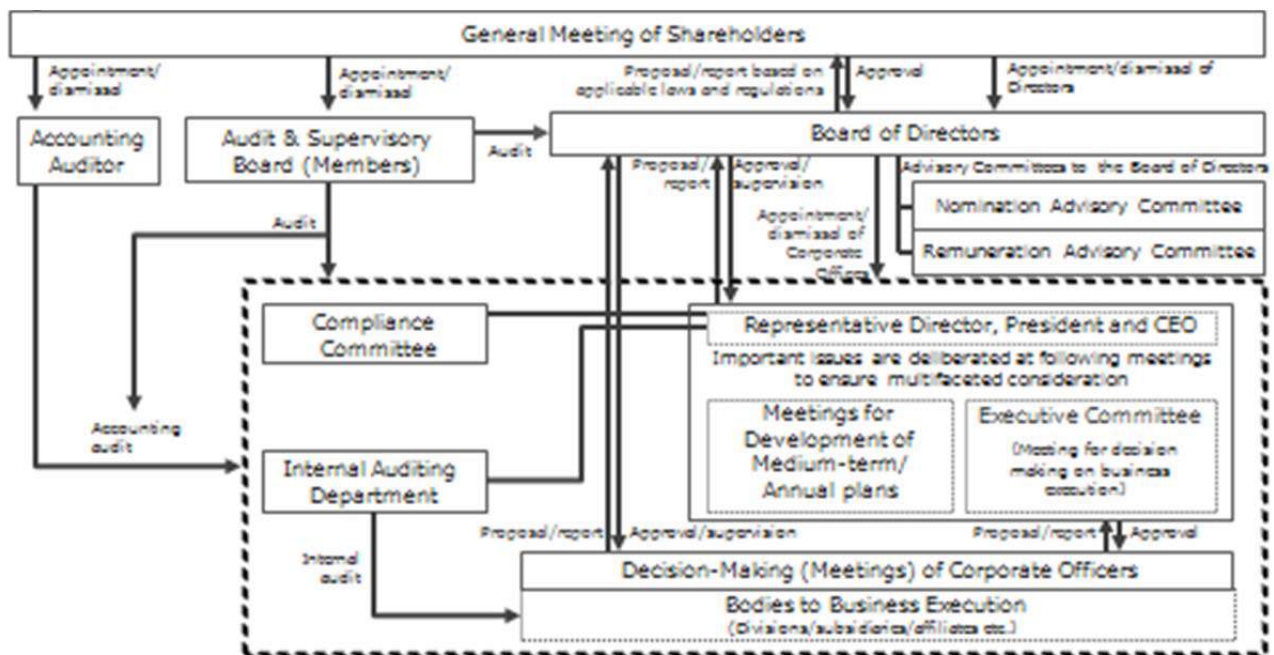 General Meeting of Shareholders
Appointment/
dismissal
Appointment/
dismissal
Proposal/report based on
applicable laws and regulations
Approval
Appointment/dismissal of
Directors
Accounting
Auditor
Audit & Supervisory
Board (Members)
Audit
Board of Directors
Proposal/
report
Approval/
supervision
Advisory Committees to the Board of Directors
Nomination Advisory Committee
Remuneration Advisory Committee
Audit
Appointment/
dismissal of
Corporate
Officers
Compliance
Committee
Representative Director, President and CEO
Important issues are deliberated at following meetings
to ensure multifaceted consideration
Meetings for
Development of
Medium-term/
Annual plans
Executive Committee
(Meeting for decision
making on business
execution)
Accounting
audit
Internal Auditing
Department
Proposal/report
Approval/supervision
Proposal/report
Approval
Internal
audit
Decision-Making (Meetings) of Corporate Officers
Bodies to Business Execution
(Divisions/subsidiaries/affiliates etc.)